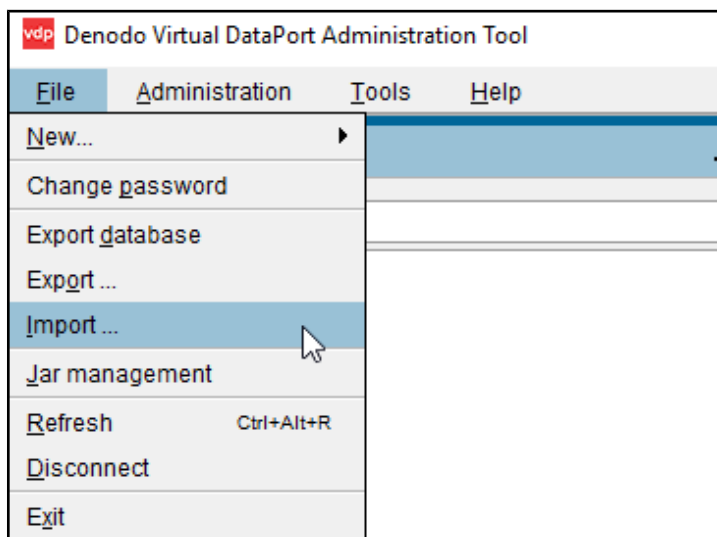 vdp Denodo Virtual DataPort Administration Tool
File Administration Tools Help
New...
Change password
Export database
Export ...
Import ...
Jar management
Refresh Ctrl+Alt+R
Disconnect
Exit